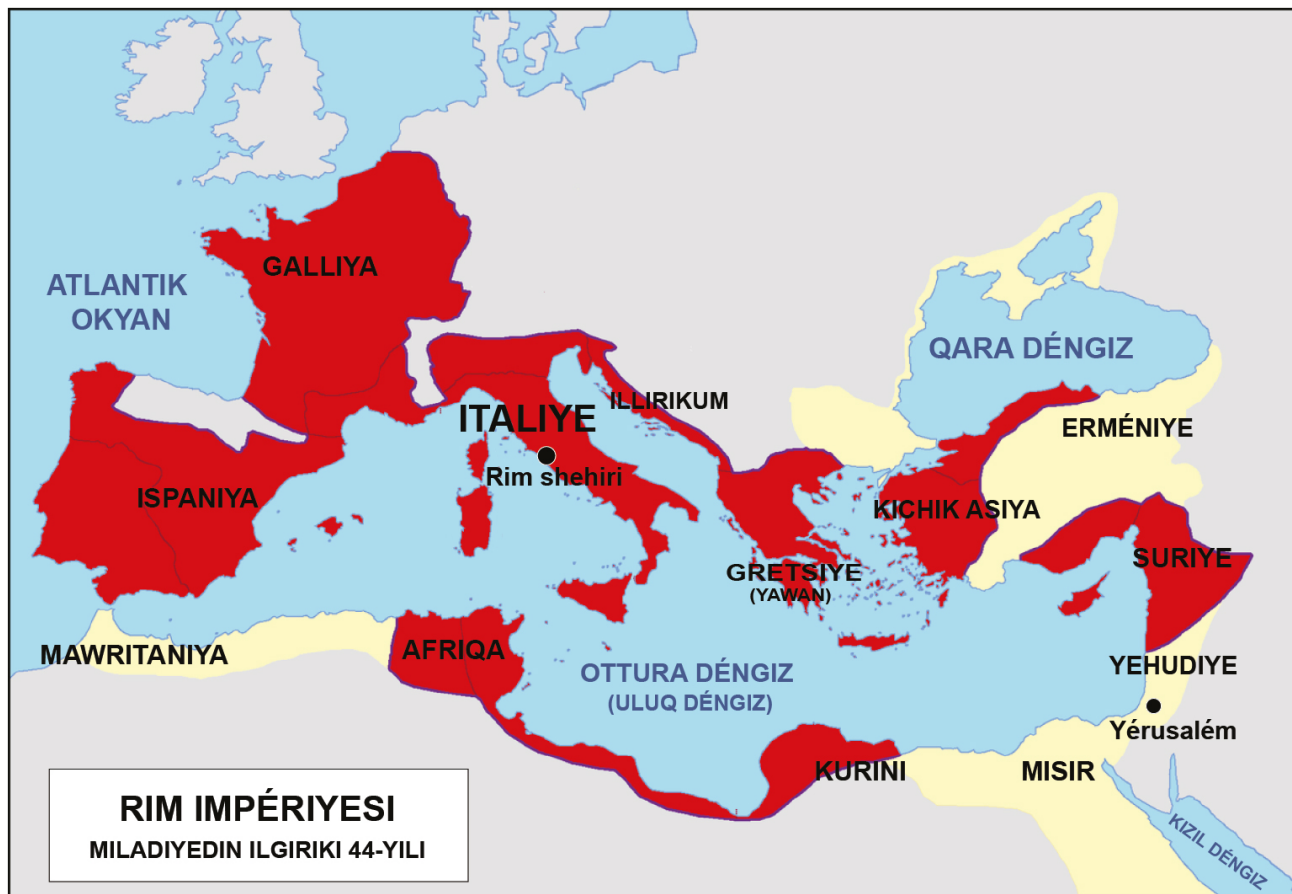 GALLIYA
ATLANTIK
OKYAN
QARA DÉNGIZ
ITALIYE
ILLIRIKUM
ERMÉNIYE
Rim shehiri
ISPANIYA
KICHIK ASIYA
SURIYE
GRETSIYE
(YAWAN)
MAWRITANIYA
AFRIQA
OTTURA DÉNGIZ
(ULUQ DÉNGIZ)
YEHUDIYE
Yérusalém
KURINI
MISIR
KIZIL DÉNGIZ
RIM IMPÉRIYESI
MILADIYEDIN ILGIRIKI 44-YILI